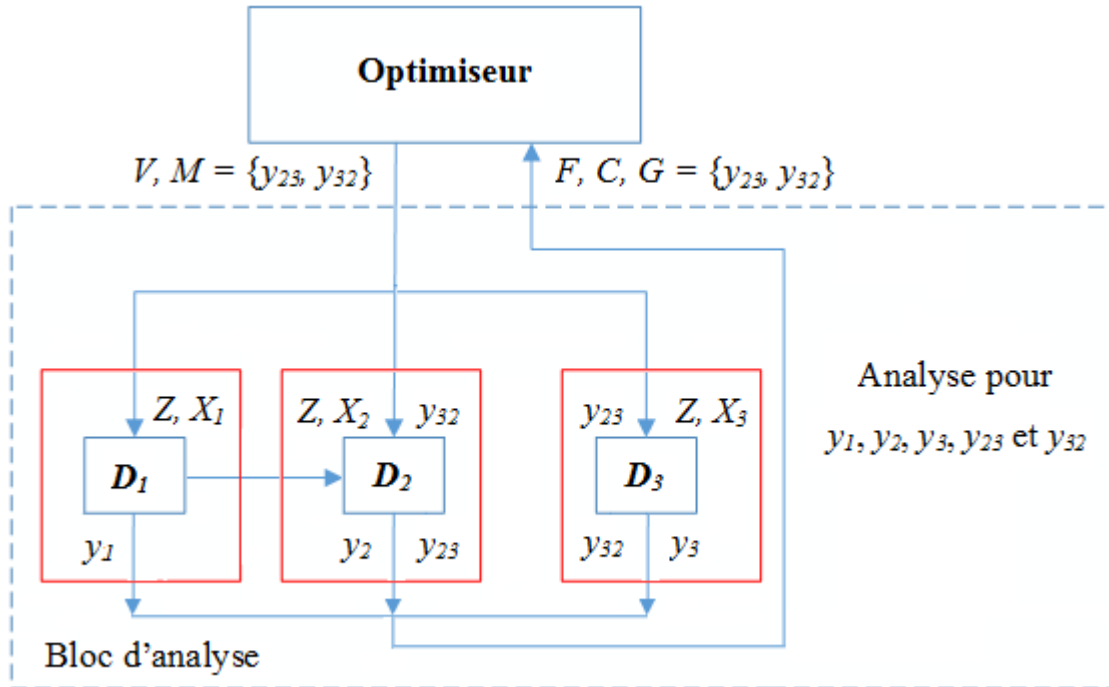 Optimiseur
V, M = {y23, y32}
F, C, G = {y23, y32}
Analyse pour
y1, y2, y3, y23 et y32
Z, X1
Z, X2
y32
y23
Z, X3
D1
D2
D3
y1
y2
y23
y32
y3
Bloc d’analyse